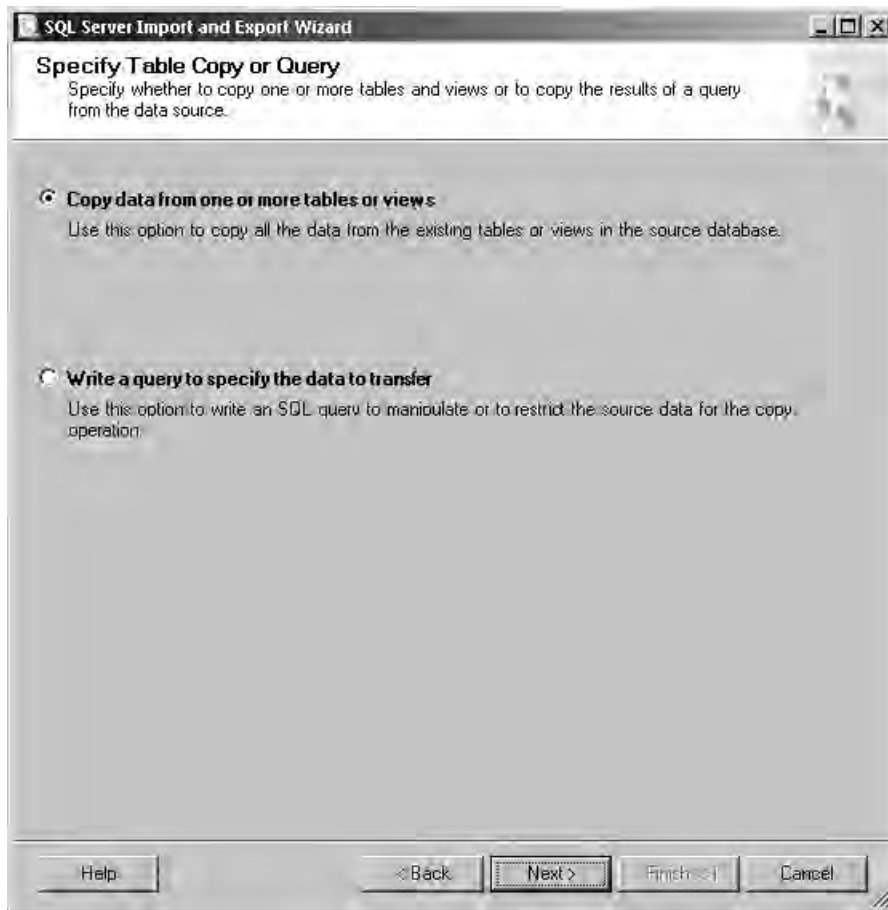 SQL Server Import and Export Wizard
Specify Table Copy or Query
Specify whether to copy one or more tables and views or to copy the results of a query
from the data source.
Copy data from one or more tables or views
Use this option to copy all the data from the existing tables or views in the source database.
Write a query to specify the data to transfer
Use this option to write an SQL query to manipulate or to restrict the source data for the copy
operation.
Help
< Back
Next >
Finish >>|
Cancel